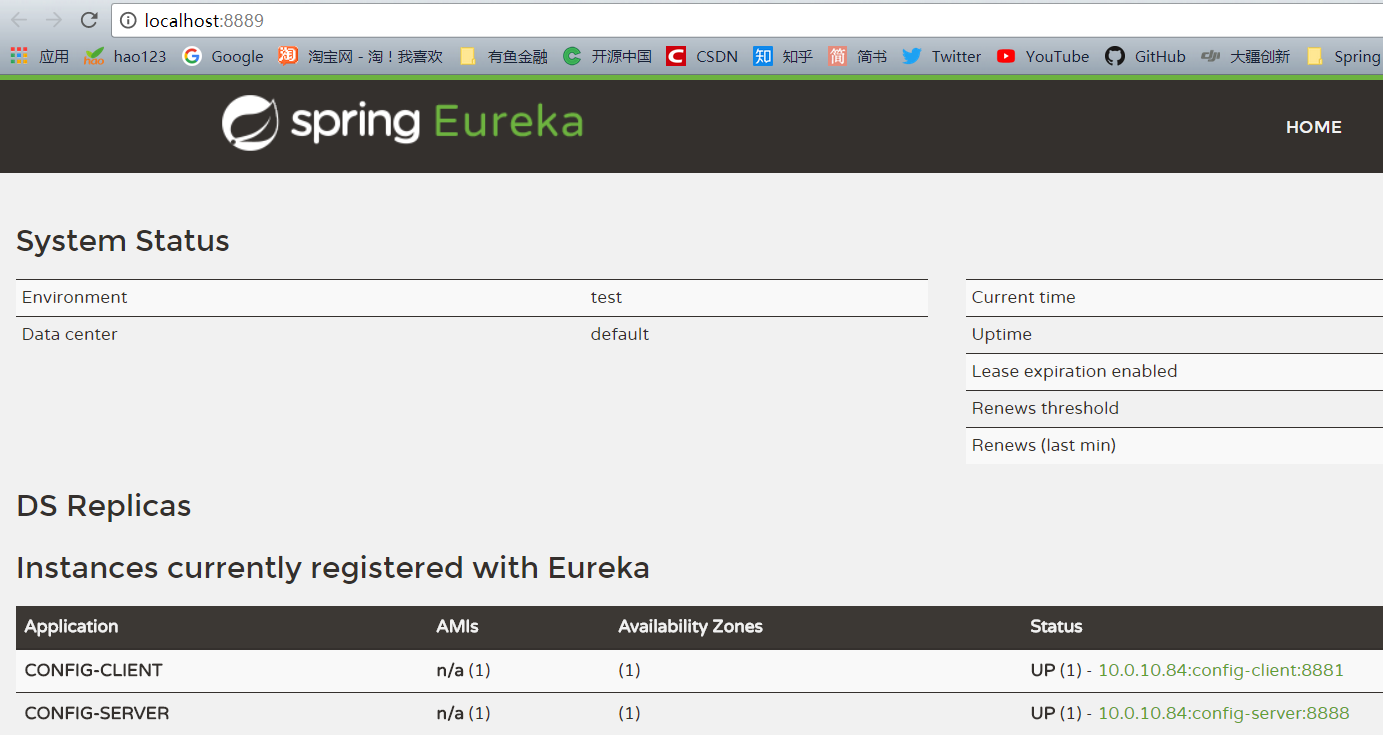 localhost:8889
应用 hao123 Google 淘宝网 - 淘！我喜欢 有鱼金融 开源中国 CSDN 知乎 简书 Twitter YouTube GitHub 大疆创新 Spring
spring Eureka
HOME
System Status
Environment test
Data center default
Current time
Uptime
Lease expiration enabled
Renews threshold
Renews (last min)
DS Replicas
Instances currently registered with Eureka
Application AMIs Availability Zones Status
CONFIG-CLIENT n/a (1) (1) UP (1) - 10.0.10.84:config-client:8881
CONFIG-SERVER n/a (1) (1) UP (1) - 10.0.10.84:config-server:8888